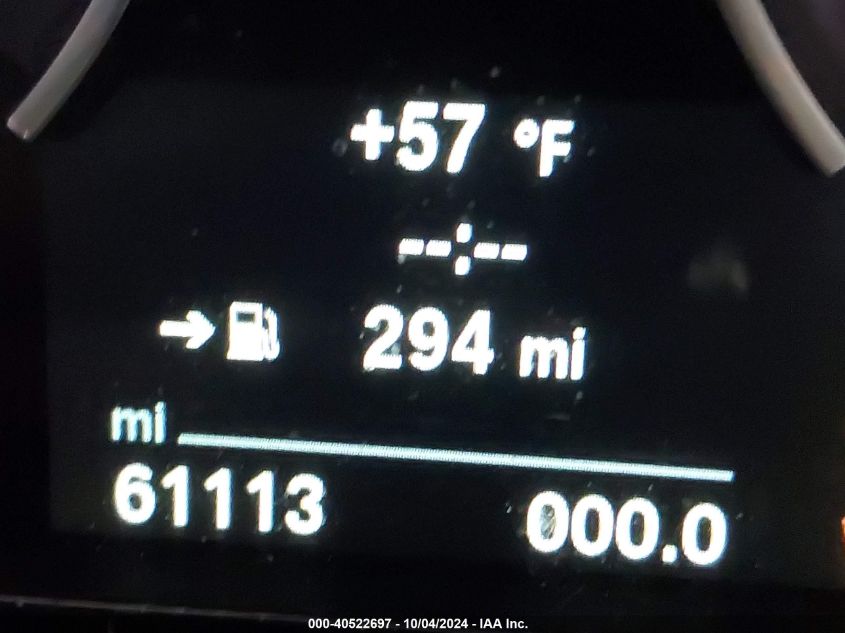 +57 °F
--:--
→ 294 mi
mi
61113 000.0
000-40522697 - 10/04/2024 - IAA Inc.